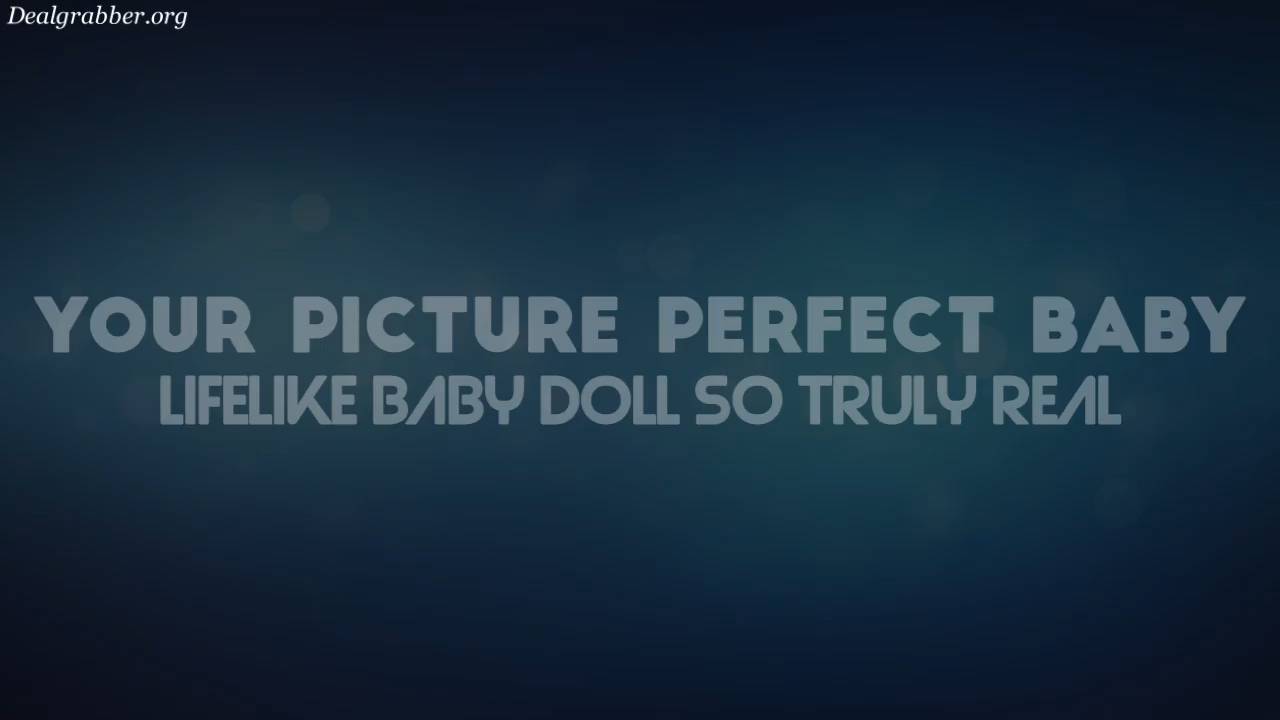 Dealgrabber.org
YOUR PICTURE PERFECT BABY
LIFELIKE BABY DOLL SO TRULY REAL